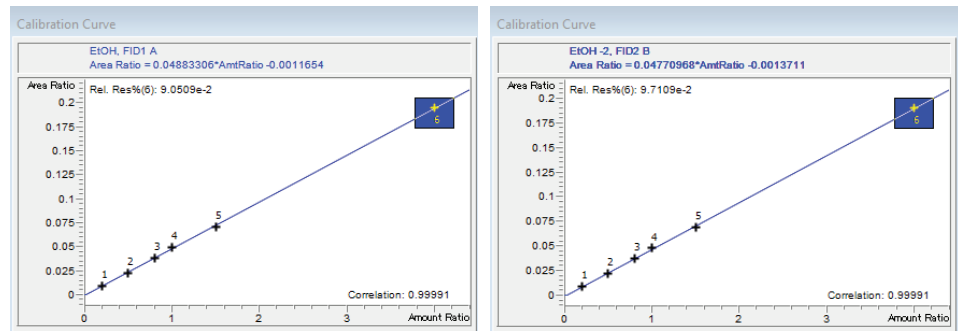 Calibration Curve
EtOH, FID1 A
Area Ratio = 0.04883306*AmtRatio -0.0011654
Area Ratio
Rel. Res%(6): 9.0509e-2
0.2
0.175
0.15
0.125
0.1
0.075
0.05
0.025
0
1
2
3
4
5
6
Correlation: 0.99991
0
1
2
3
Amount Ratio
Calibration Curve
EtOH -2, FID2 B
Area Ratio = 0.04770968*AmtRatio -0.0013711
Area Ratio
Rel. Res%(6): 9.7109e-2
0.2
0.175
0.15
0.125
0.1
0.075
0.05
0.025
0
1
2
3
4
5
6
Correlation: 0.99991
0
1
2
3
Amount Ratio